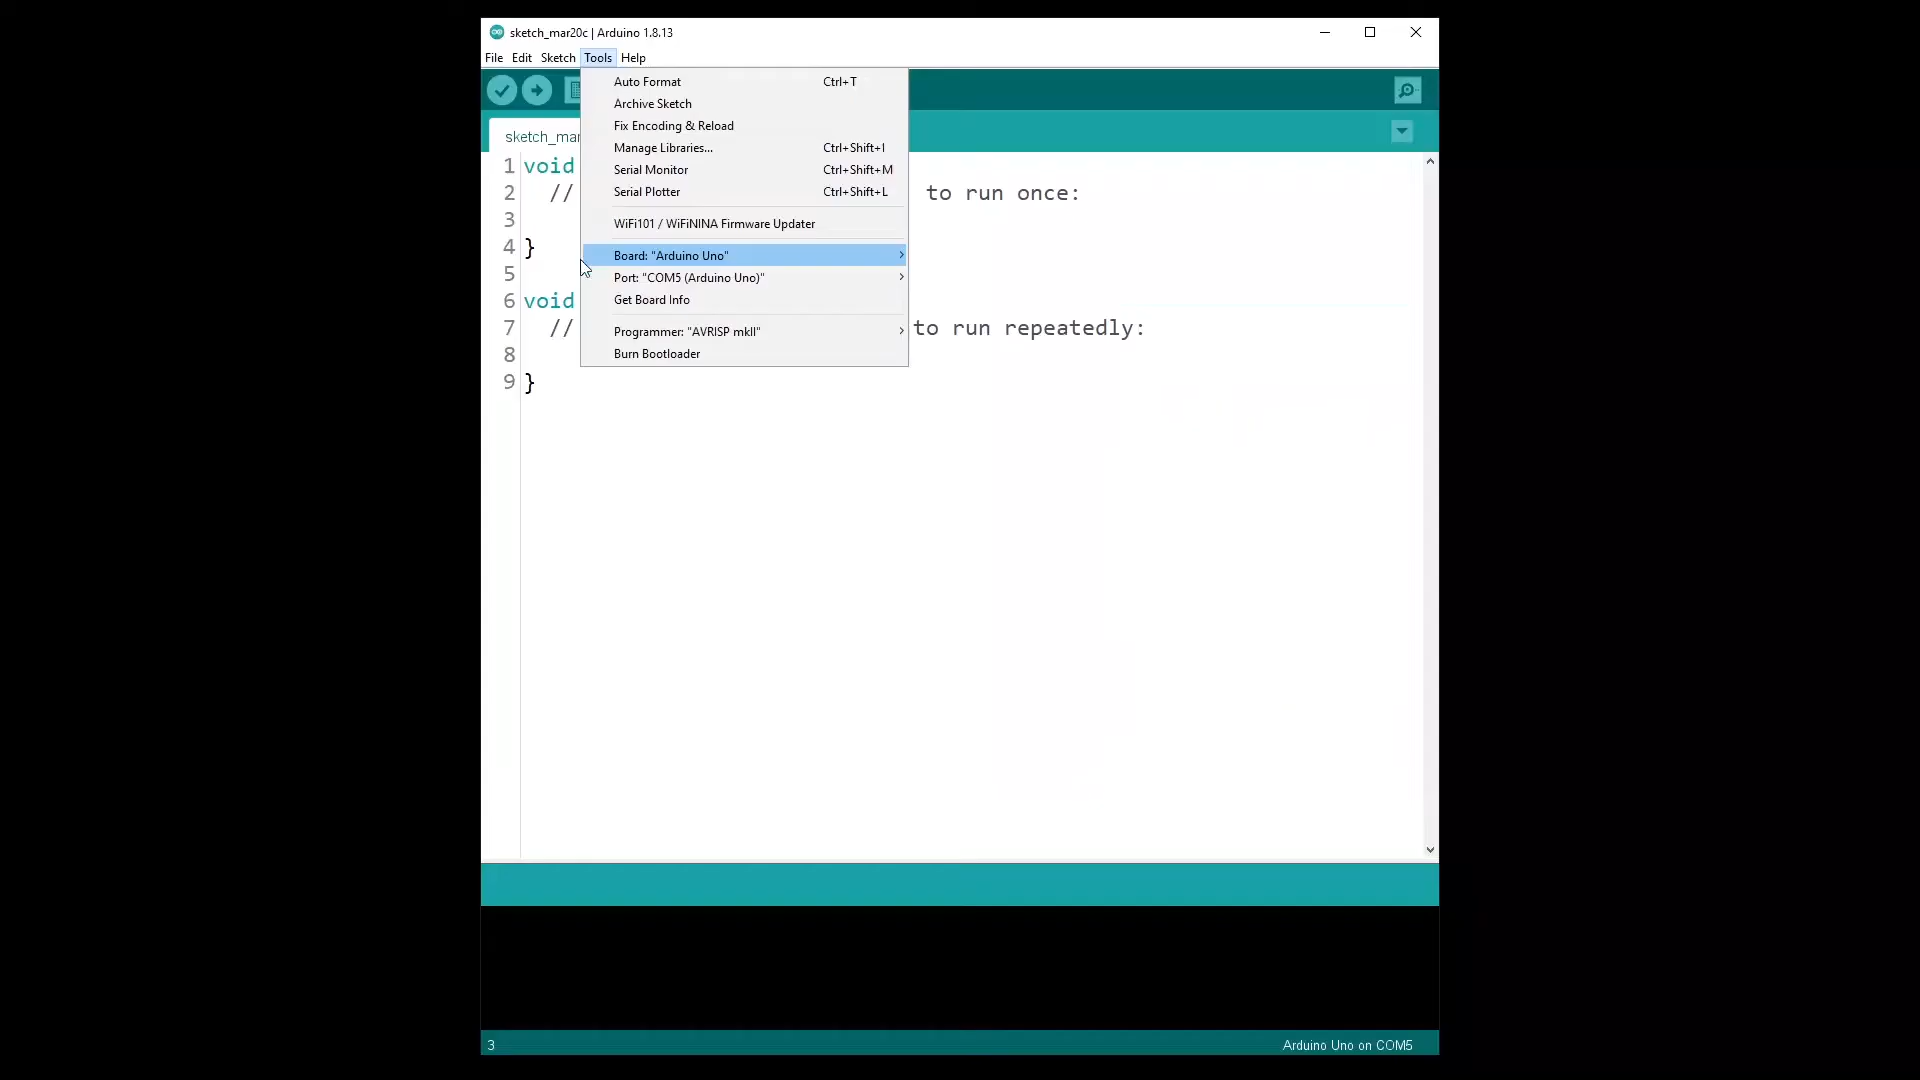 sketch_mar20c | Arduino 1.8.13
File Edit Sketch Tools Help
Auto Format Ctrl+T
Archive Sketch
Fix Encoding & Reload
Manage Libraries... Ctrl+Shift+I
Serial Monitor Ctrl+Shift+M
Serial Plotter Ctrl+Shift+L
WiFi101 / WiFiNINA Firmware Updater
Board: "Arduino Uno"
Port: "COM5 (Arduino Uno)"
Get Board Info
Programmer: "AVRISP mkII"
Burn Bootloader
sketch_mar
1 void
2 // to run once:
3
4 }
5
6 void
7 // to run repeatedly:
8
9 }
3 Arduino Uno on COM5